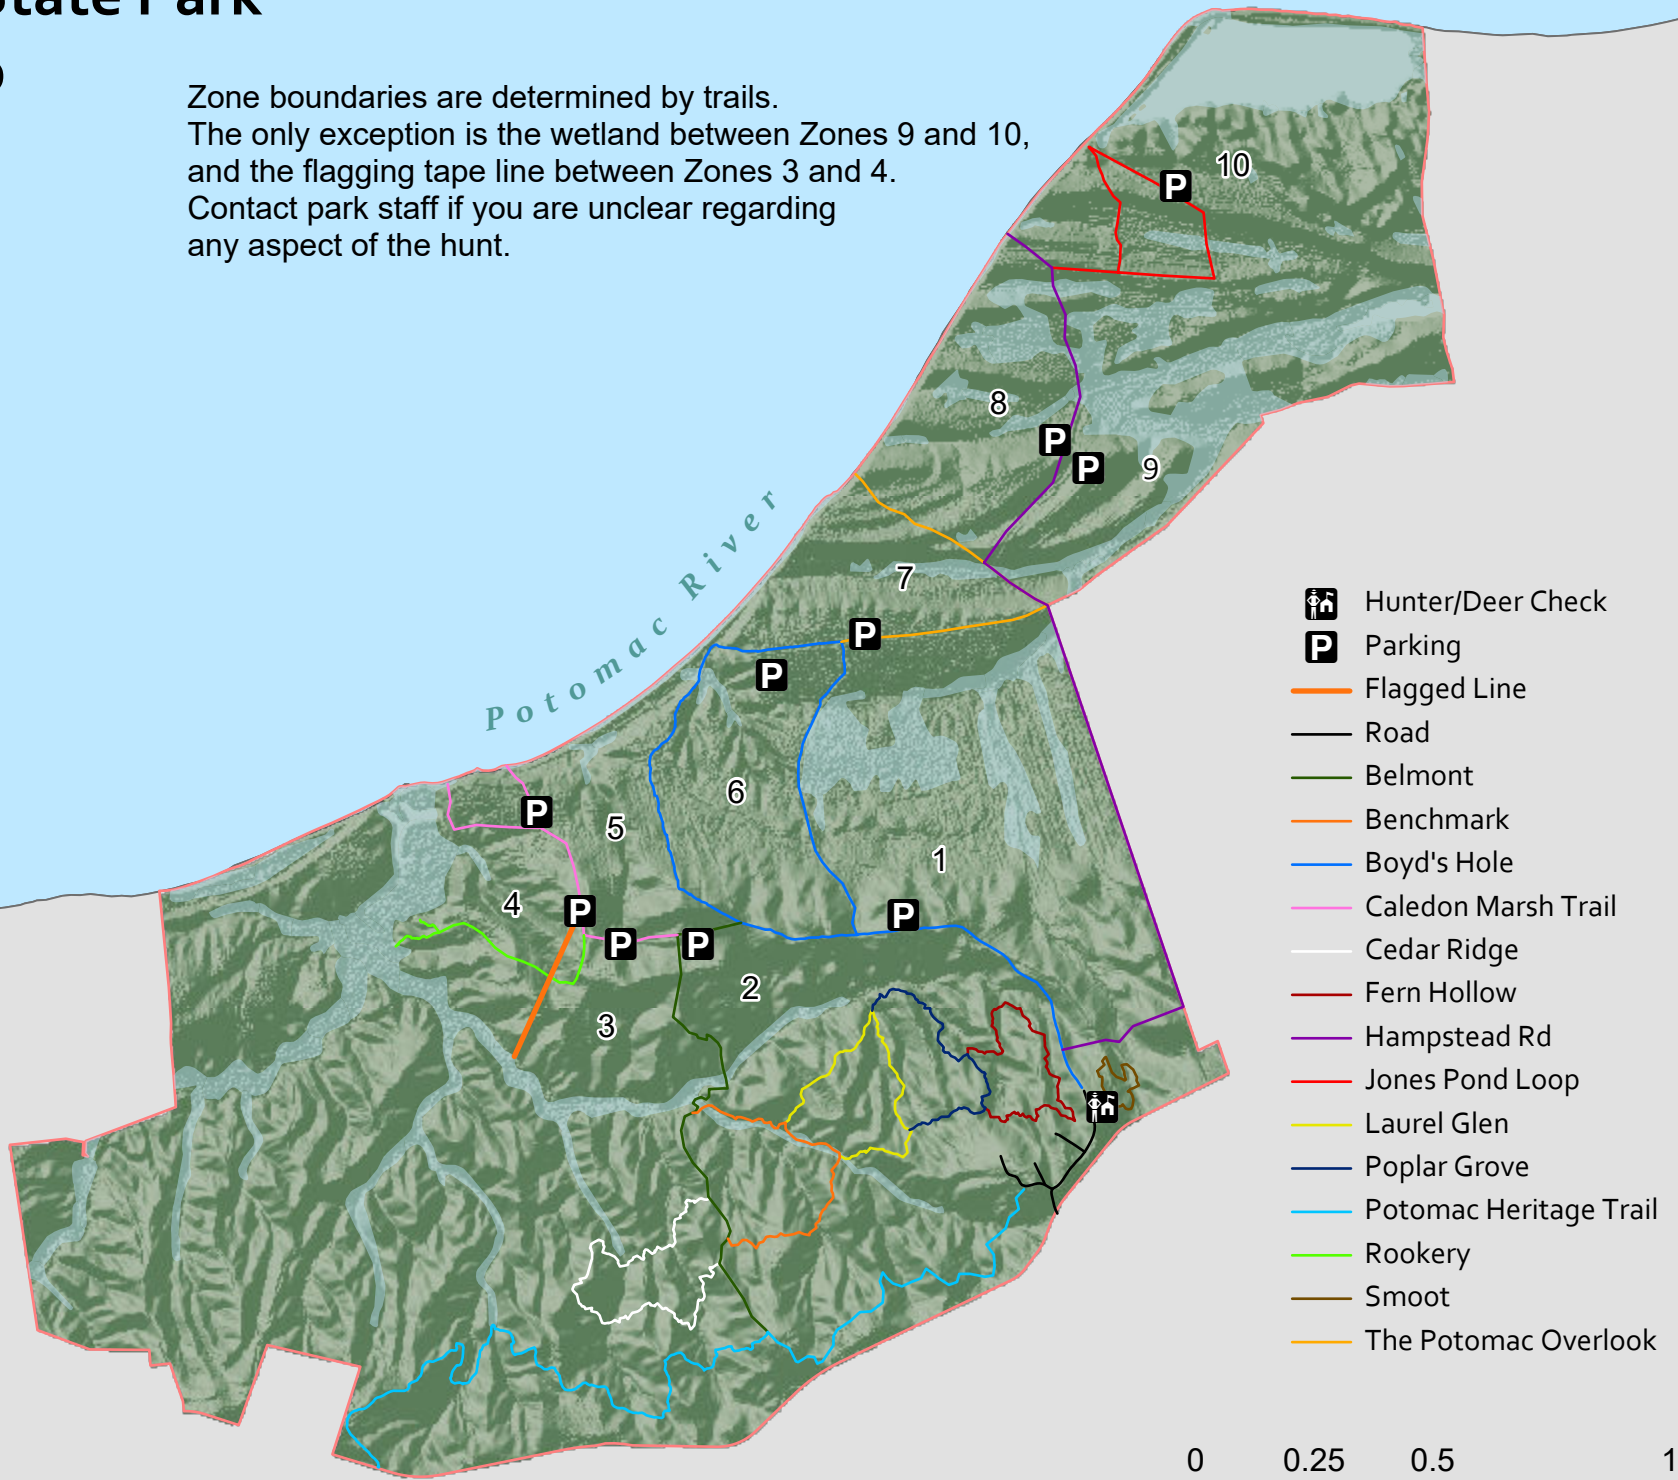 State Park
Zone boundaries are determined by trails.
The only exception is the wetland between Zones 9 and 10,
and the flagging tape line between Zones 3 and 4.
Contact park staff if you are unclear regarding
any aspect of the hunt.
10
P
8
P
P
9
Potomac River
7
P
P
6
P
5
1
4
P
P
P
P
2
3
Hunter/Deer Check
P Parking
Flagged Line
Road
Belmont
Benchmark
Boyd's Hole
Caledon Marsh Trail
Cedar Ridge
Fern Hollow
Hampstead Rd
Jones Pond Loop
Laurel Glen
Poplar Grove
Potomac Heritage Trail
Rookery
Smoot
The Potomac Overlook
0 0.25 0.5 1